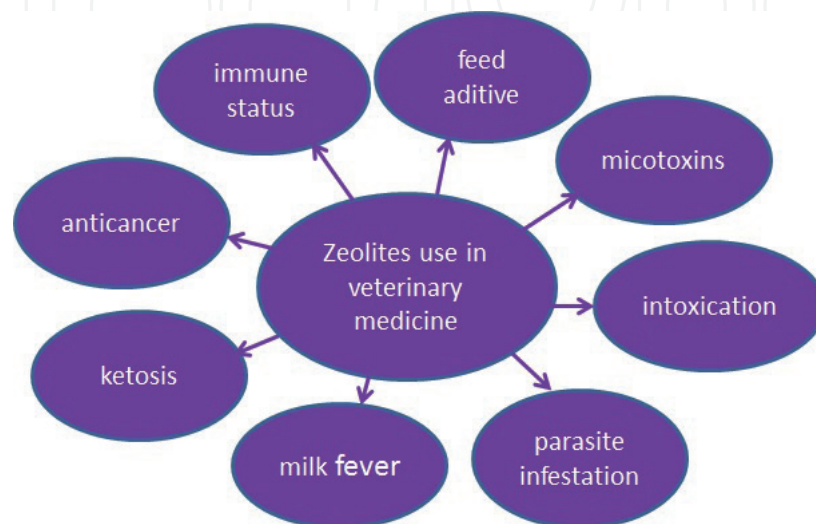 immune
status
feed
aditive
micotoxins
anticancer
Zeolites use in
veterinary
medicine
intoxication
ketosis
milk fever
parasite
infestation